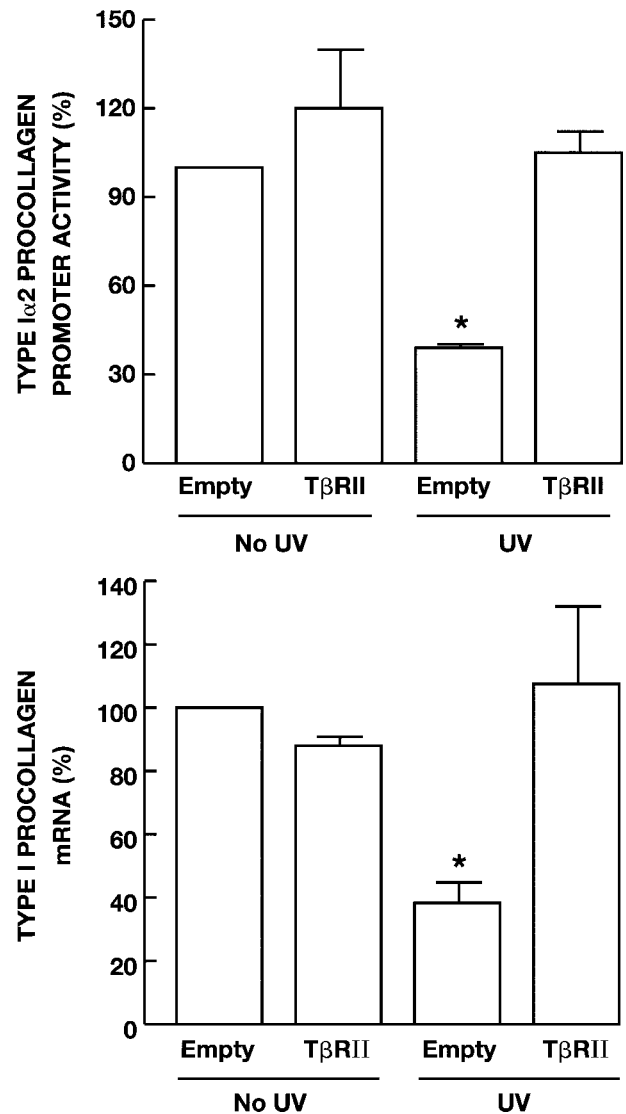 TYPE Iα2 PROCOLLAGEN
PROMOTER ACTIVITY (%)
150
120
90
60
30
0
*
Empty TβRII Empty TβRII
No UV UV
TYPE I PROCOLLAGEN
mRNA (%)
140
120
100
80
60
40
20
0
*
Empty TβRII Empty TβRII
No UV UV